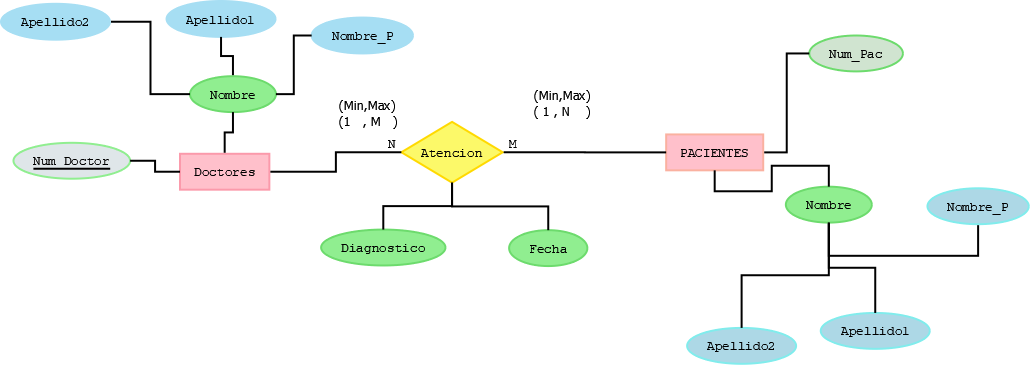 Apellido2
Apellido1
Nombre_P
Nombre
Num_Pac
(Min,Max)
(1 , M )
(Min,Max)
( 1 , N )
N
M
Num_Doctor
Doctores
Atencion
PACIENTES
Nombre
Nombre_P
Diagnostico
Fecha
Apellido2
Apellido1